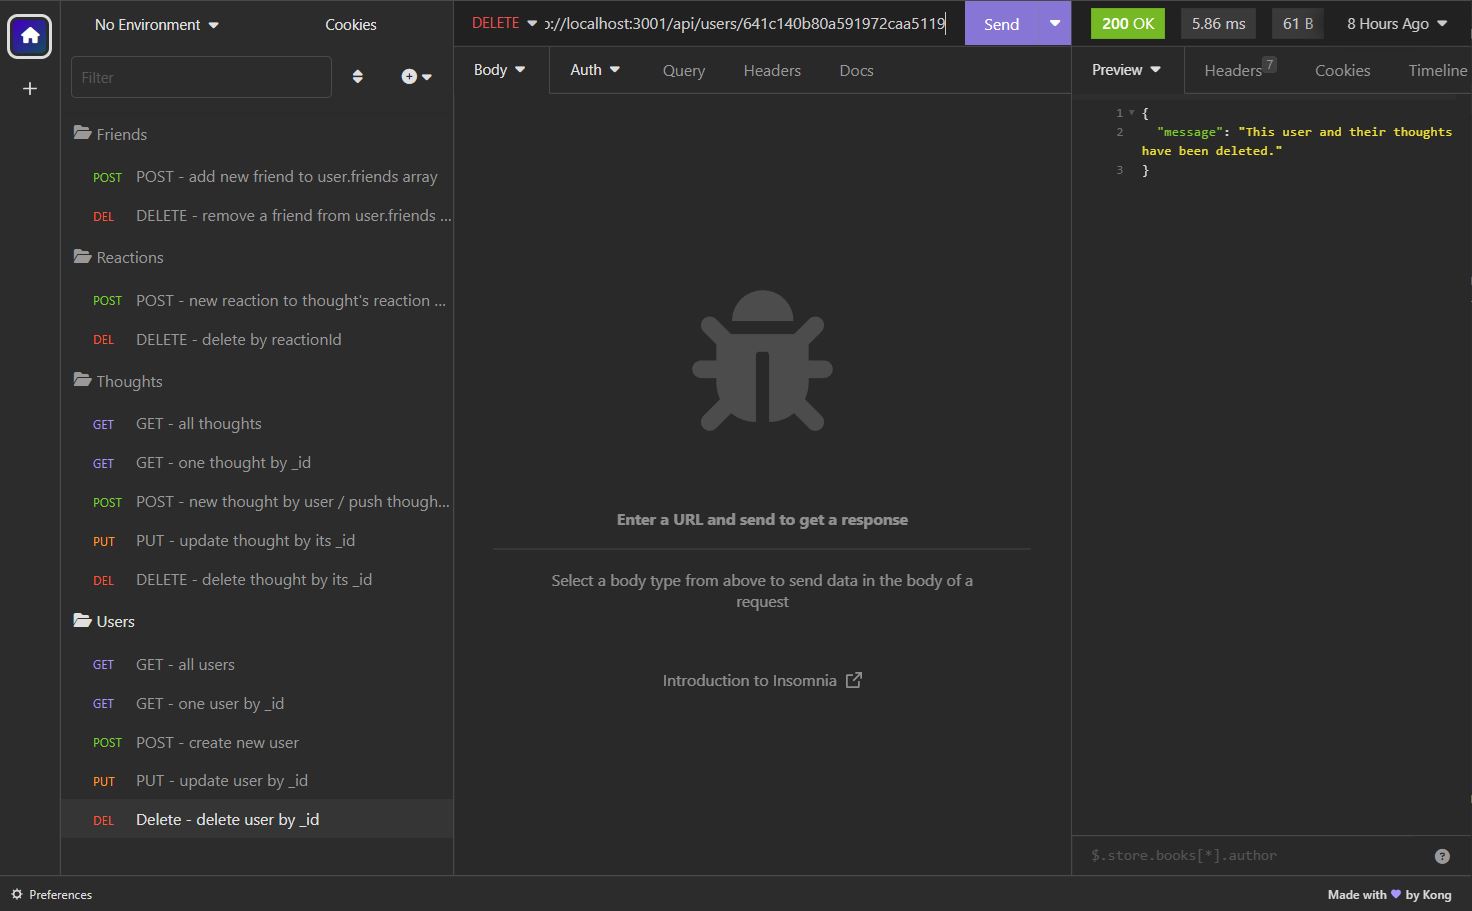 No Environment
Cookies
Filter
Friends
POST POST - add new friend to user.friends array
DEL DELETE - remove a friend from user.friends ...
Reactions
POST POST - new reaction to thought's reaction ...
DEL DELETE - delete by reactionId
Thoughts
GET GET - all thoughts
GET GET - one thought by _id
POST POST - new thought by user / push though...
PUT PUT - update thought by its _id
DEL DELETE - delete thought by its _id
Users
GET GET - all users
GET GET - one user by _id
POST POST - create new user
PUT PUT - update user by _id
DEL Delete - delete user by _id
DELETE ://localhost:3001/api/users/641c140b80a591972caa5119 Send
Body Auth Query Headers Docs
Enter a URL and send to get a response
Select a body type from above to send data in the body of a
request
Introduction to Insomnia
200 OK 5.86 ms 61 B 8 Hours Ago
Preview Headers 7 Cookies Timeline
1 {
2 "message": "This user and their thoughts
have been deleted."
3 }
$.store.books[*].author ?
Preferences
Made with by Kong